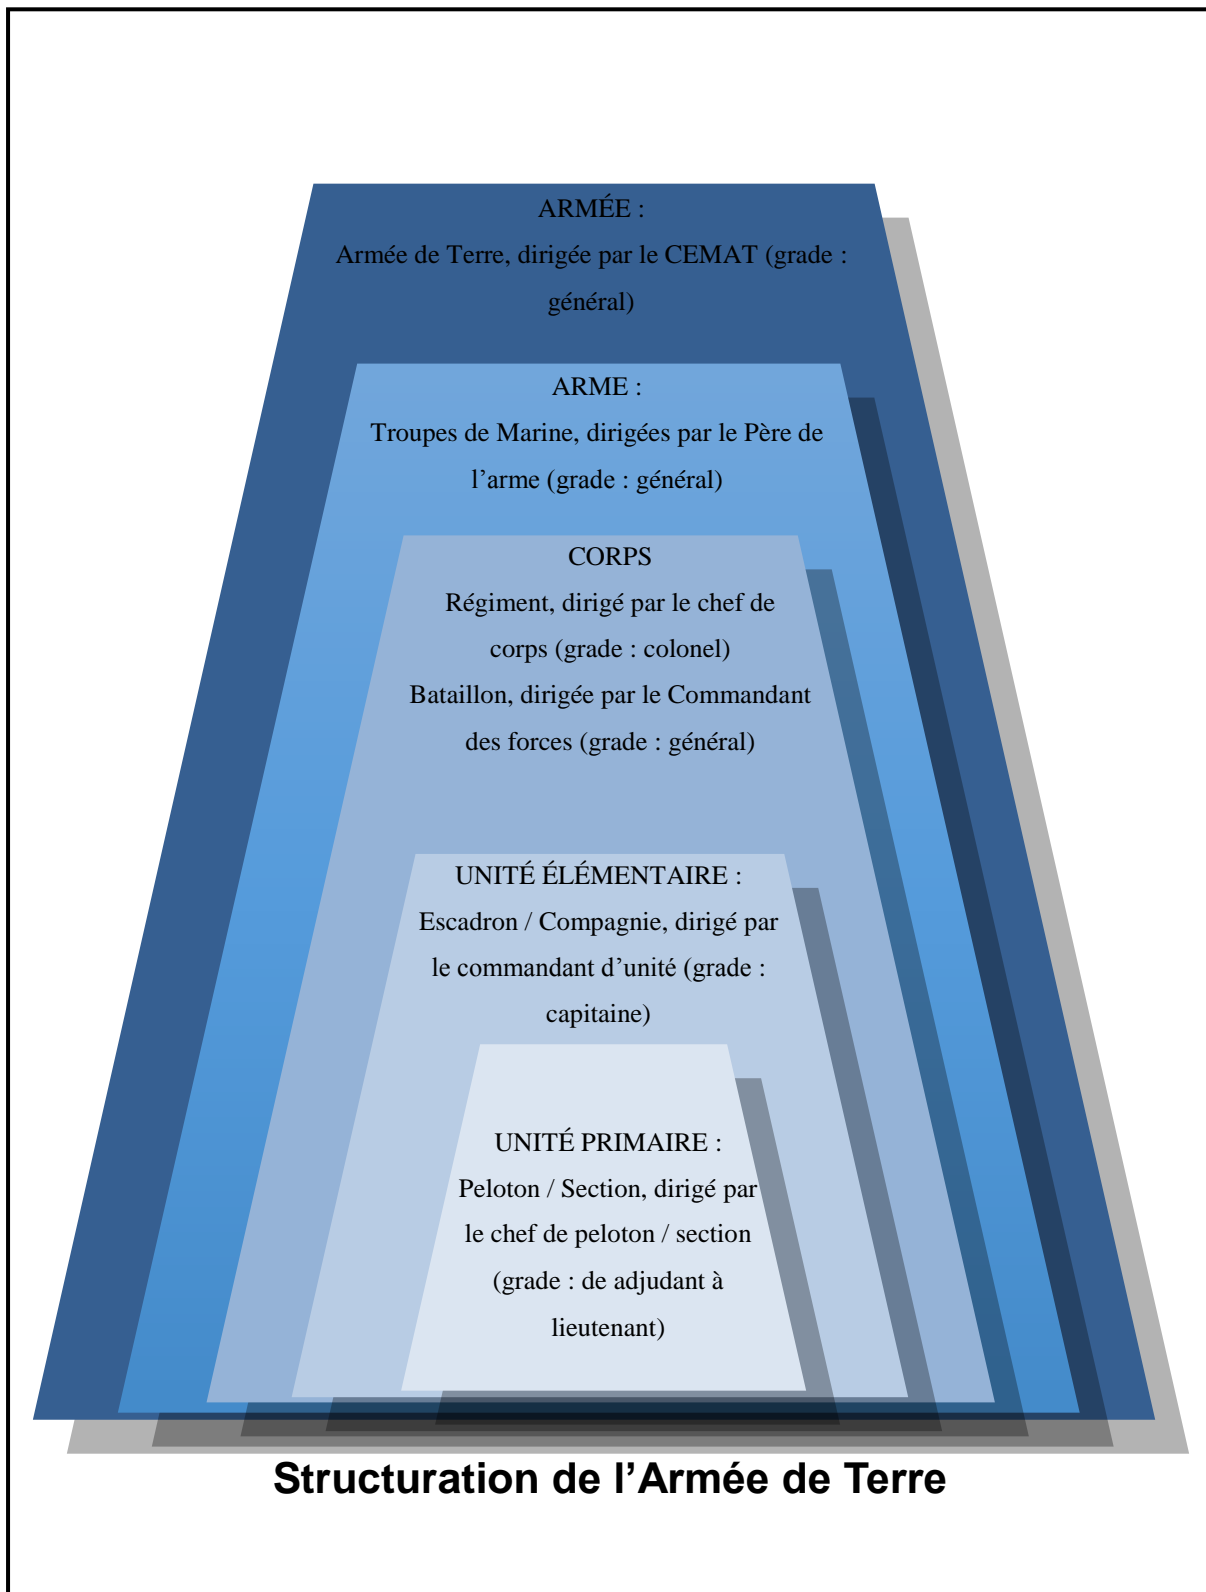 ARMÉE :
Armée de Terre, dirigée par le CEMAT (grade :
général)
ARME :
Troupes de Marine, dirigées par le Père de
l’arme (grade : général)
CORPS
Régiment, dirigé par le chef de
corps (grade : colonel)
Bataillon, dirigée par le Commandant
des forces (grade : général)
UNITÉ ÉLÉMENTAIRE :
Escadron / Compagnie, dirigé par
le commandant d’unité (grade :
capitaine)
UNITÉ PRIMAIRE :
Peloton / Section, dirigé par
le chef de peloton / section
(grade : de adjudant à
lieutenant)
Structuration de l’Armée de Terre